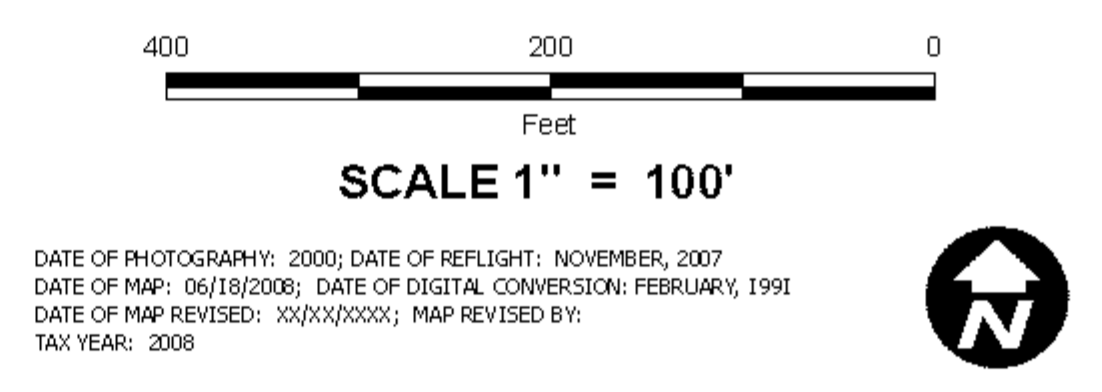 400 200 0
Feet
SCALE 1" = 100'
DATE OF PHOTOGRAPHY: 2000; DATE OF REFLIGHT: NOVEMBER, 2007
DATE OF MAP: 06/I8/2008; DATE OF DIGITAL CONVERSION: FEBRUARY, I99I
DATE OF MAP REVISED: XX/XX/XXXX; MAP REVISED BY:
TAX YEAR: 2008
N